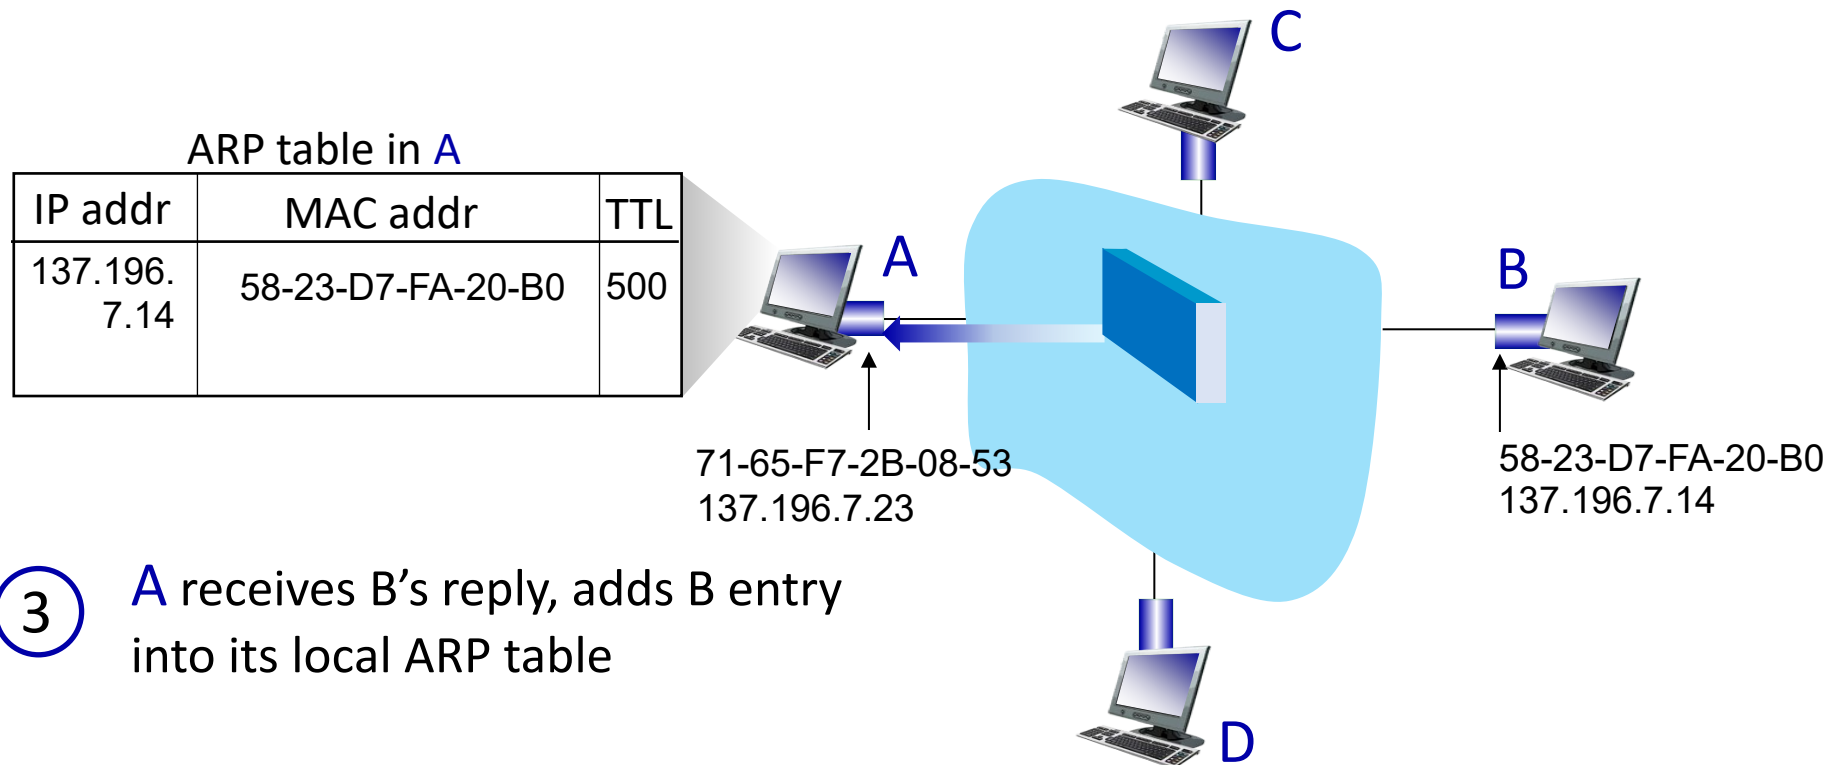 C
ARP table in A
IP addr MAC addr TTL
137.196. 58-23-D7-FA-20-B0 500
7.14
A
B
71-65-F7-2B-08-53
137.196.7.23
58-23-D7-FA-20-B0
137.196.7.14
3 A receives B’s reply, adds B entry
into its local ARP table
D